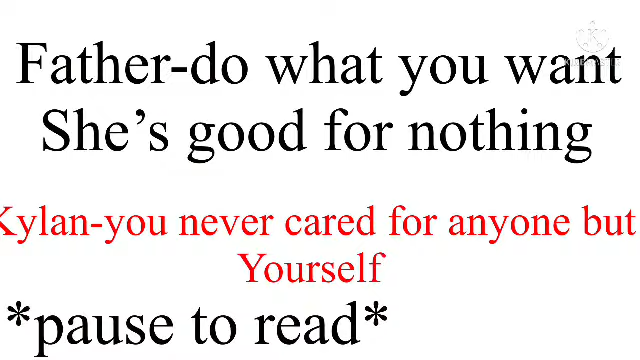 Father-do what you want
She's good for nothing
Kylan-you never cared for anyone but
Yourself
*pause to read*